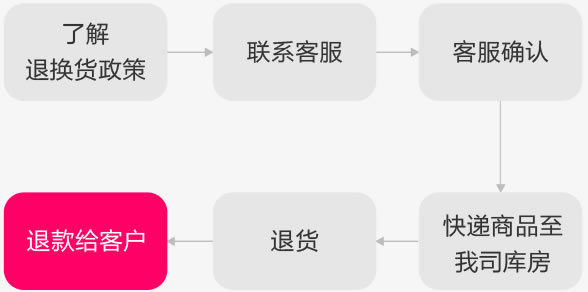 了解
退换货政策
联系客服
客服确认
快递商品至
我司库房
退货
退款给客户